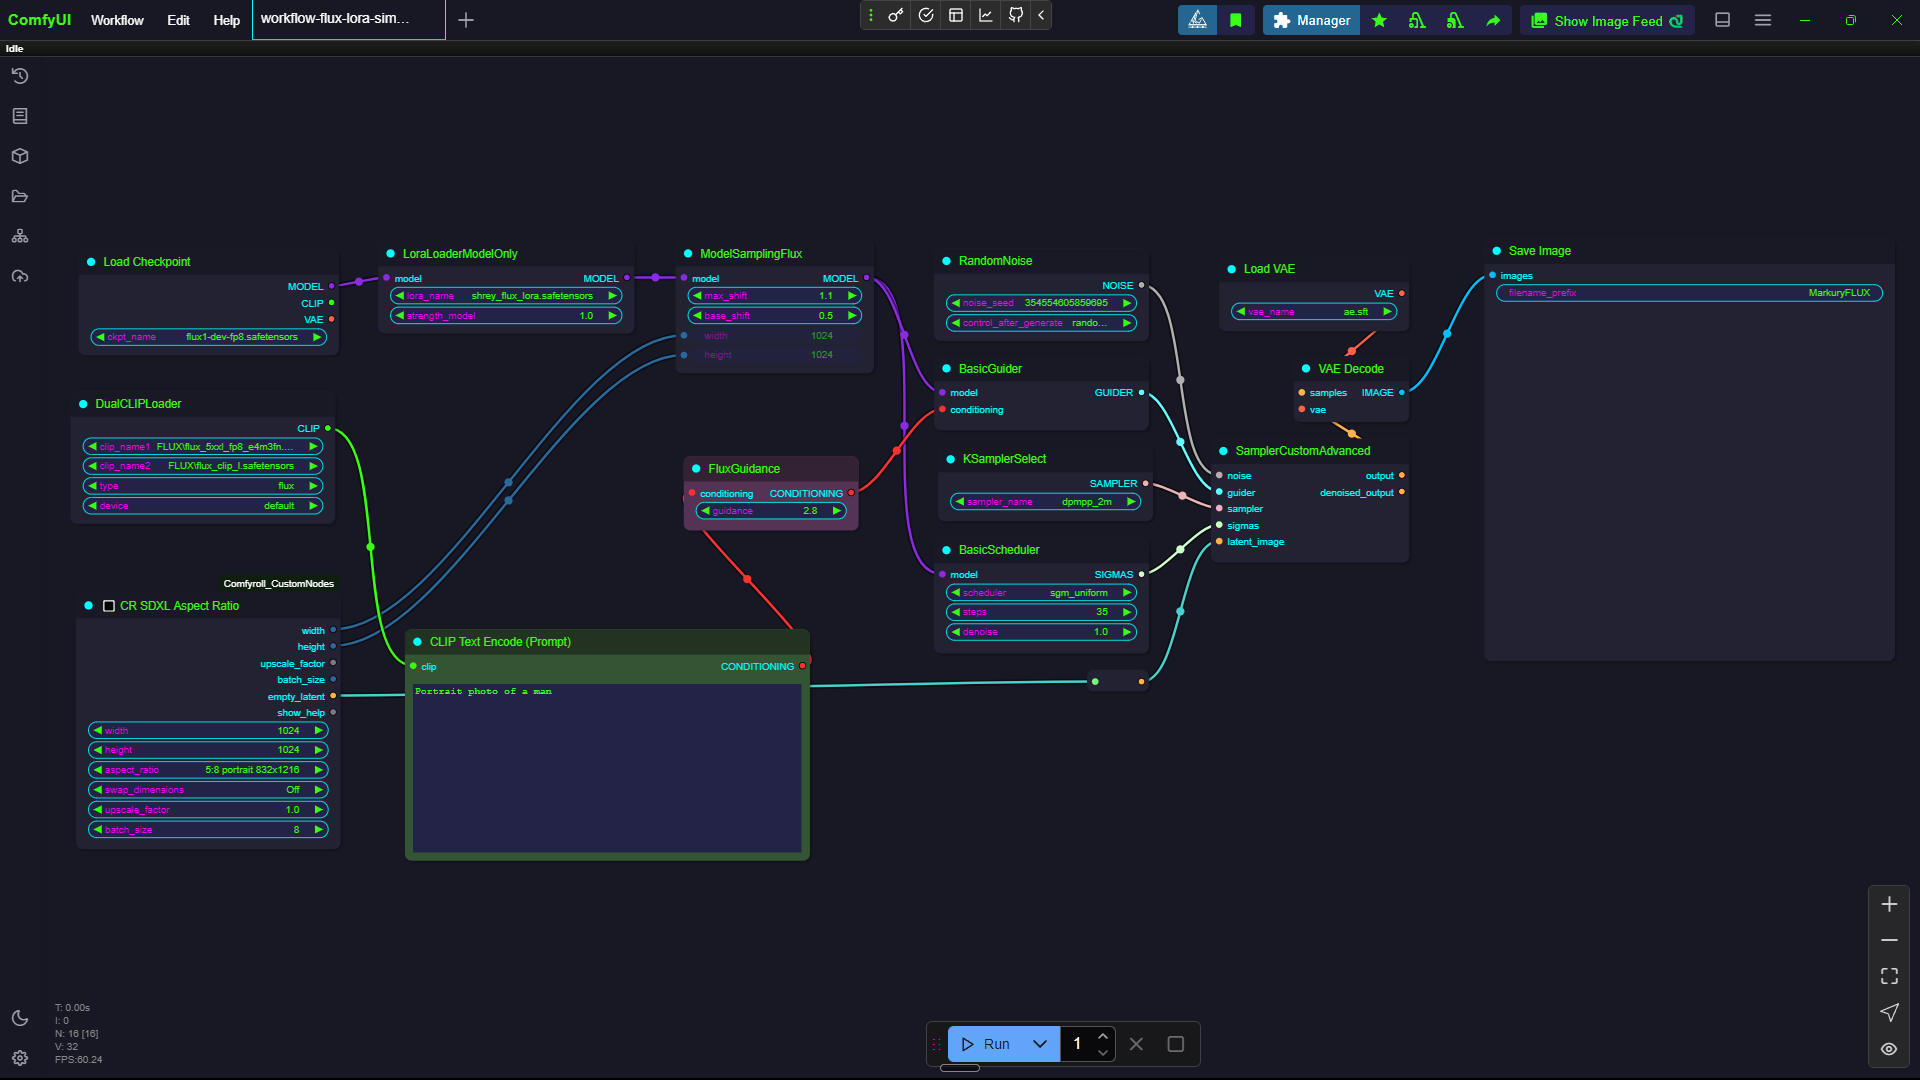 ComfyUI
Workflow
Edit
Help
workflow-flux-lora-sim...
Manager
Show Image Feed
Idle
Load Checkpoint
MODEL
CLIP
VAE
ckpt_name flux1-dev-fp8.safetensors
LoraLoaderModelOnly
model MODEL
lora_name shrey_flux_lora.safetensors
strength_model 1.0
ModelSamplingFlux
model MODEL
max_shift 1.1
base_shift 0.5
width 1024
height 1024
RandomNoise
NOISE
noise_seed 354554605859695
control_after_generate rando...
Load VAE
VAE
vae_name ae.sft
Save Image
images
filename_prefix MarkuryFLUX
DualCLIPLoader
CLIP
clip_name1 FLUX\flux_5xxl_fp8_e4m3fn....
clip_name2 FLUX\flux_clip_l.safetensors
type flux
device default
BasicGuider
model GUIDER
conditioning
VAE Decode
samples IMAGE
vae
FluxGuidance
conditioning CONDITIONING
guidance 2.8
KSamplerSelect
SAMPLER
sampler_name dpmpp_2m
SamplerCustomAdvanced
noise output
guider denoised_output
sampler
sigmas
latent_image
BasicScheduler
model SIGMAS
scheduler sgm_uniform
steps 35
denoise 1.0
Comfyroll_CustomNodes
CR SDXL Aspect Ratio
width
height
upscale_factor
batch_size
empty_latent
show_help
width 1024
height 1024
aspect_ratio 5:8 portrait 832x1216
swap_dimensions Off
upscale_factor 1.0
batch_size 8
CLIP Text Encode (Prompt)
clip CONDITIONING
Portrait photo of a man
T: 0.00s
I: 0
N: 16 [16]
V: 32
FPS:60.24
Run
1